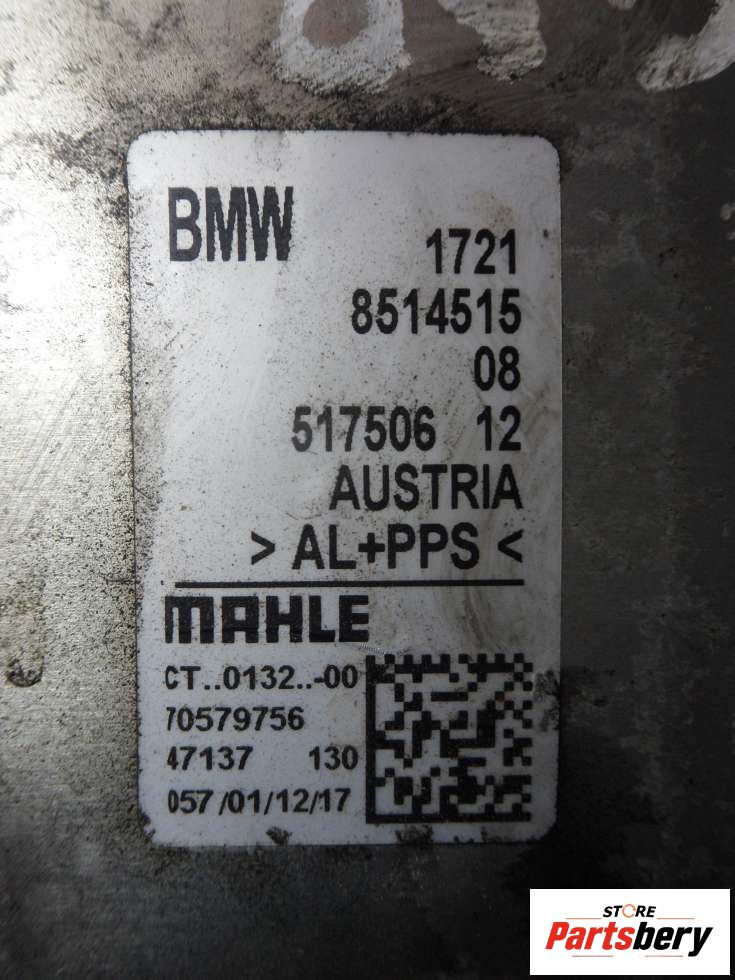 BMW 1721
8514515
08
517506 12
AUSTRIA
> AL+PPS <
MAHLE
CT..0132..-00
70579756
47137 130
057/01/12/17
STORE
Partsbery